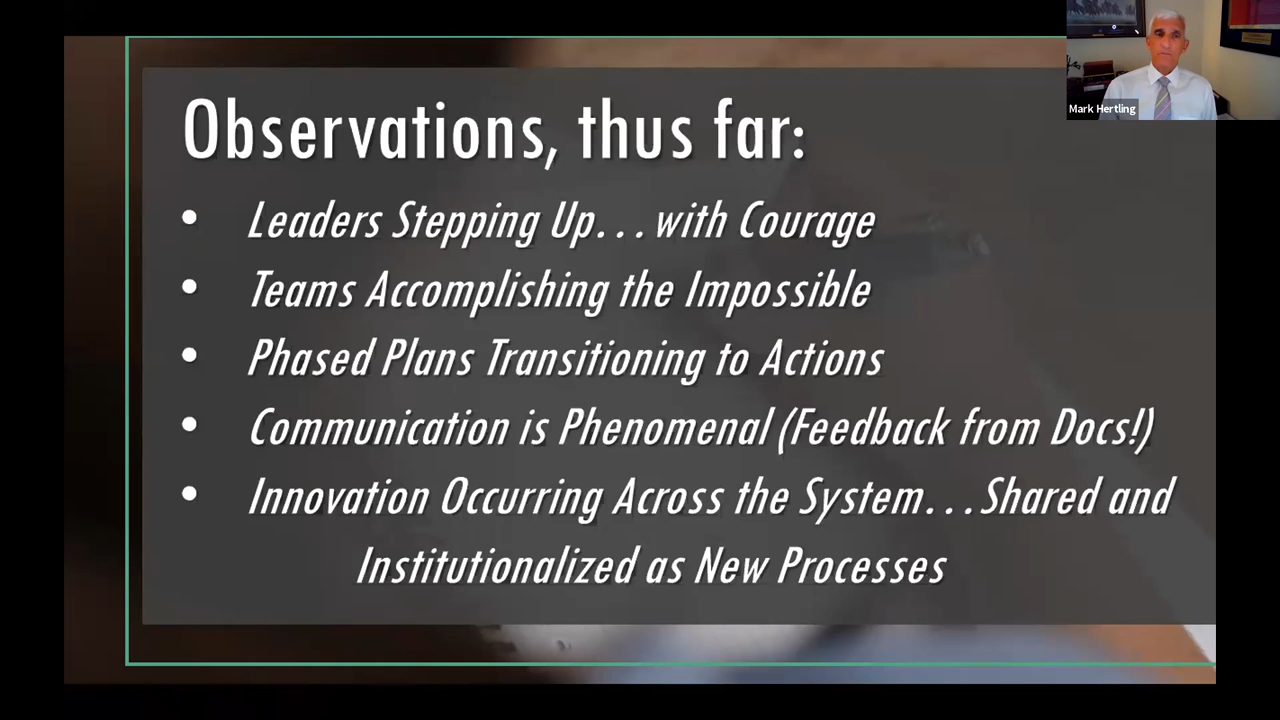 Observations, thus far:
• Leaders Stepping Up...with Courage
• Teams Accomplishing the Impossible
• Phased Plans Transitioning to Actions
• Communication is Phenomenal (Feedback from Docs!)
• Innovation Occurring Across the System...Shared and
Institutionalized as New Processes
Mark Hertling